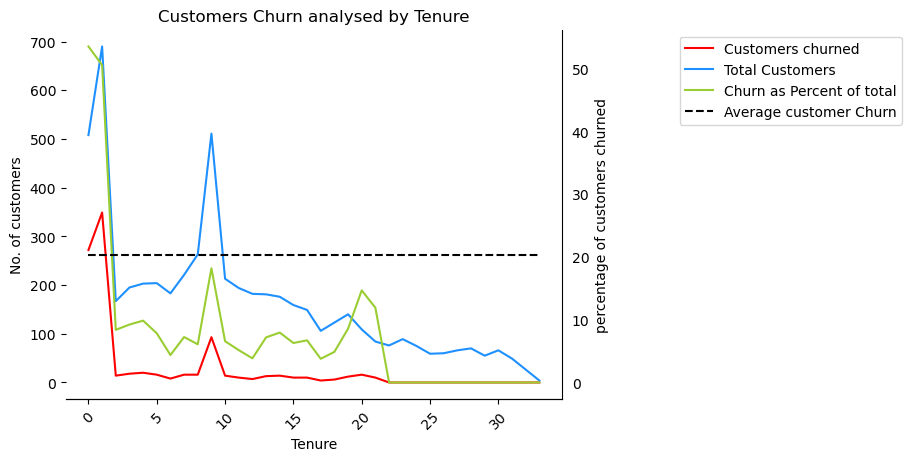 Customers Churn analysed by Tenure
700
600
500
400
300
200
100
0
No. of customers
0
5
10
15
20
25
30
Tenure
50
40
30
20
10
0
percentage of customers churned
Customers churned
Total Customers
Churn as Percent of total
Average customer Churn